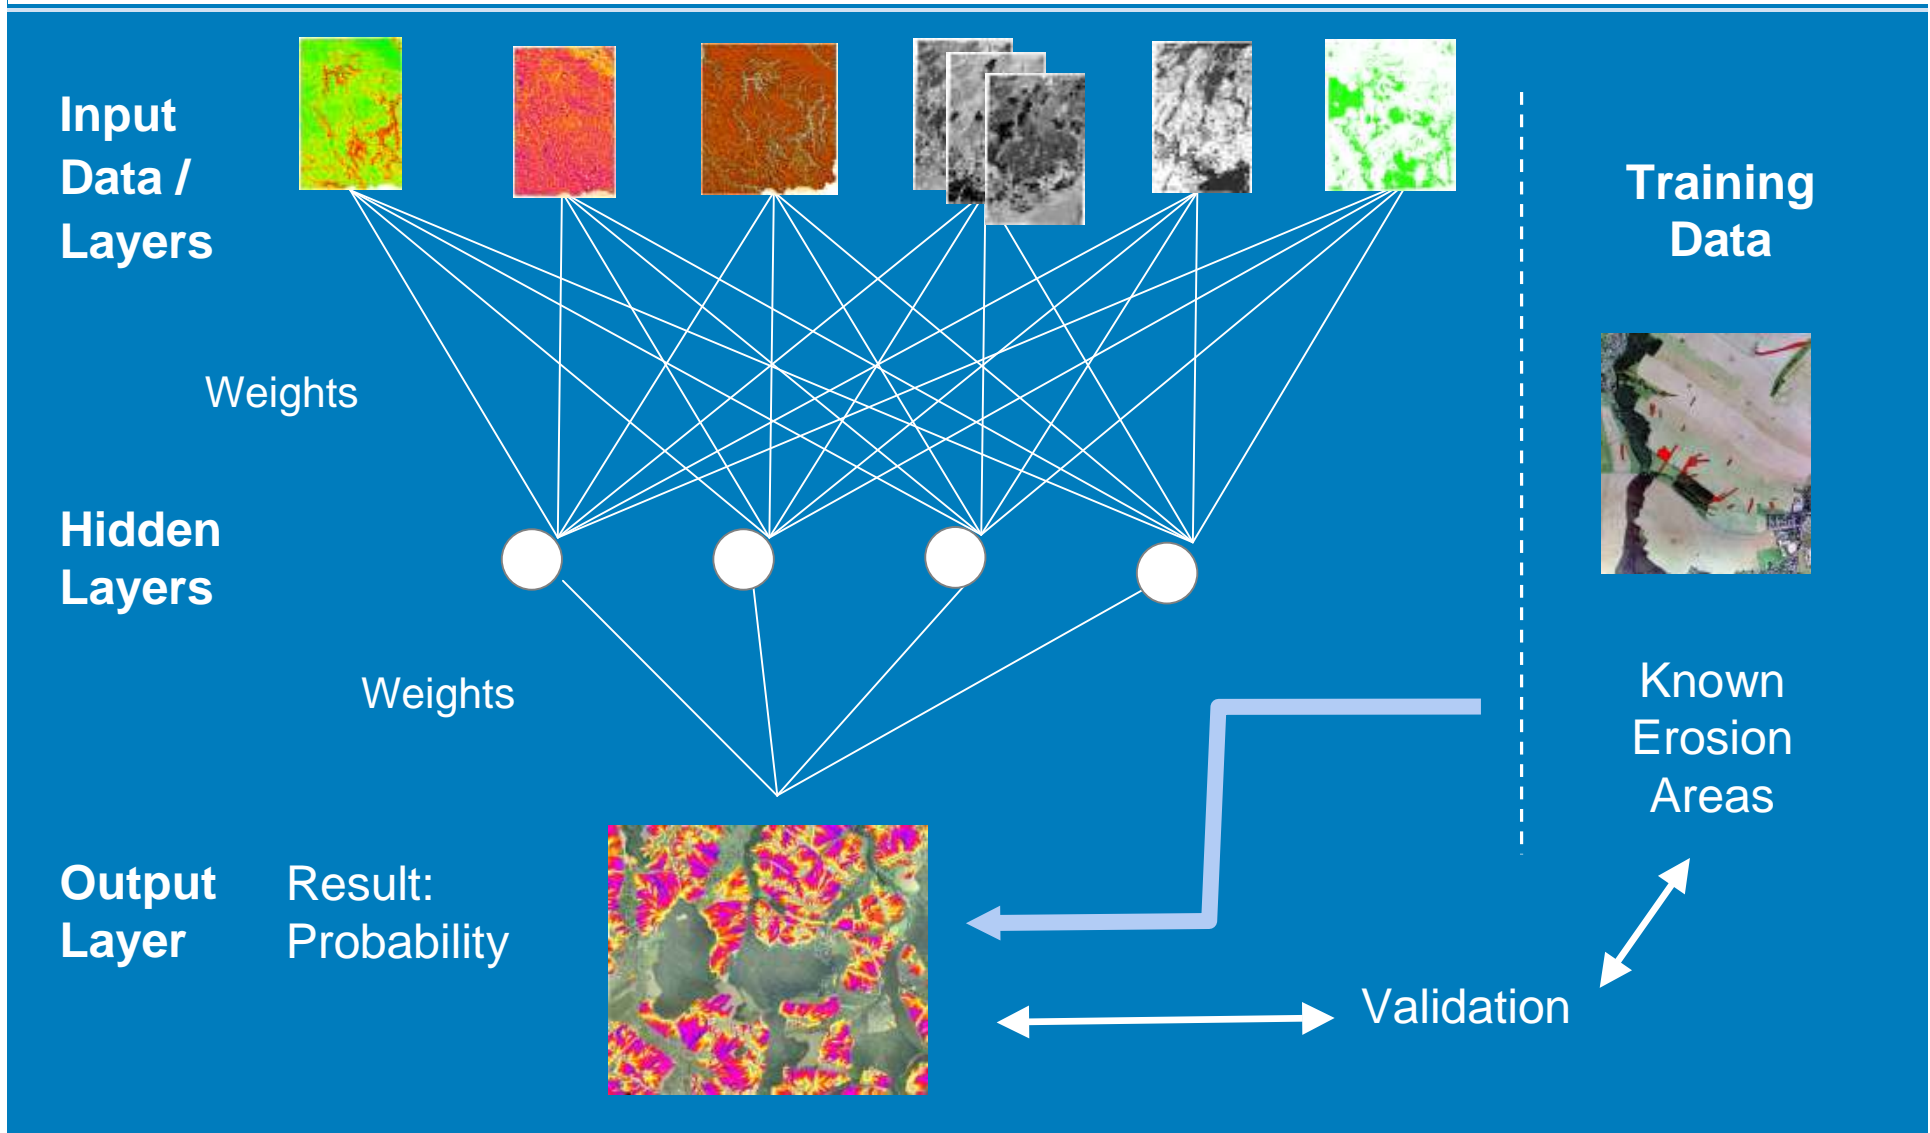 Input
Data /
Layers
Training
Data
Weights
Hidden
Layers
Weights
Known
Erosion
Areas
Output
Layer
Result:
Probability
Validation